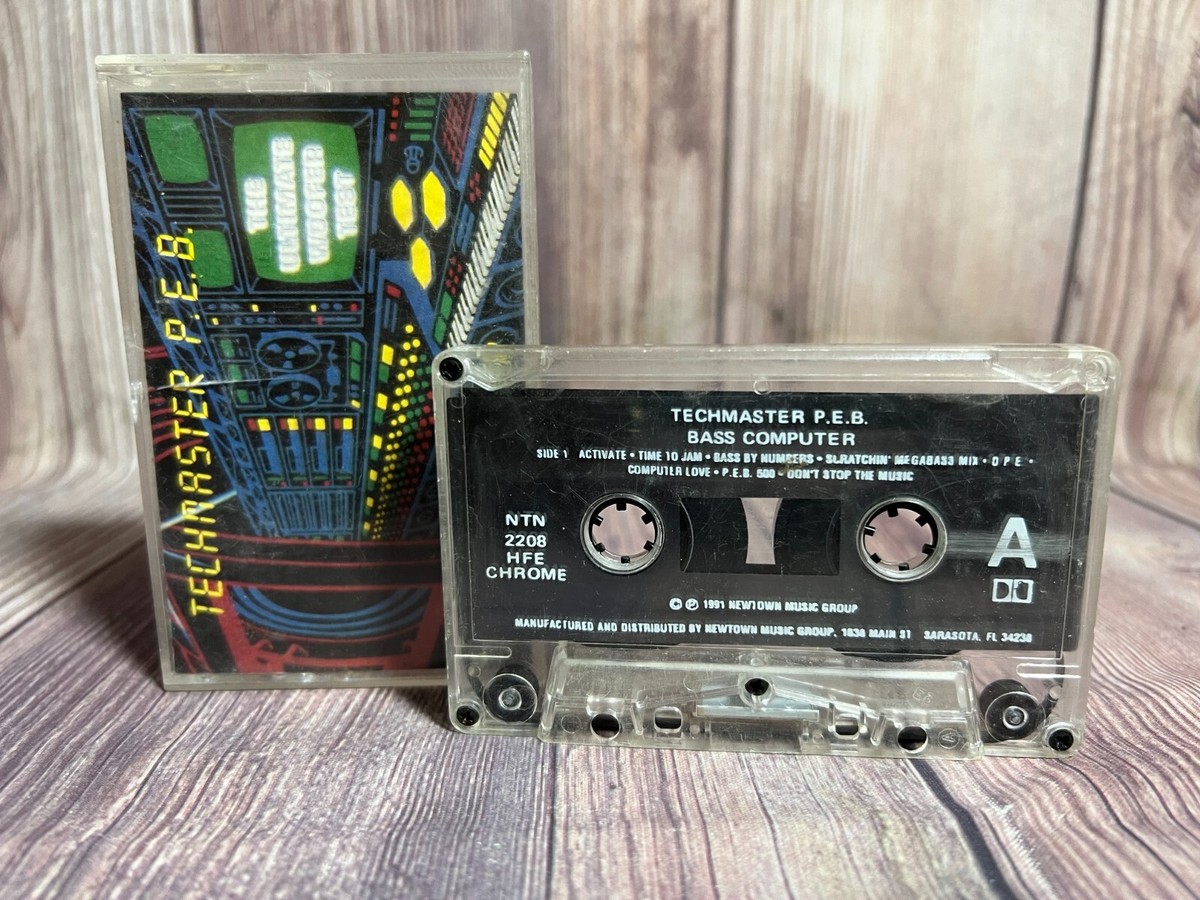 THE
ULTIMATE
WOOFER
TEST
TECHMASTER P.E.B.
TECHMASTER P.E.B.
BASS COMPUTER
SIDE 1 ACTIVATE • TIME TO JAM • BASS BY NUMBERS • SCRATCHIN' MEGABASS MIX • O P E •
COMPUTER LOVE • P.E.B. 500 • DON'T STOP THE MUSIC
NTN
2208
HFE
CHROME
A
© ℗ 1991 NEWTOWN MUSIC GROUP
MANUFACTURED AND DISTRIBUTED BY NEWTOWN MUSIC GROUP, 1638 MAIN ST SARASOTA, FL 34236